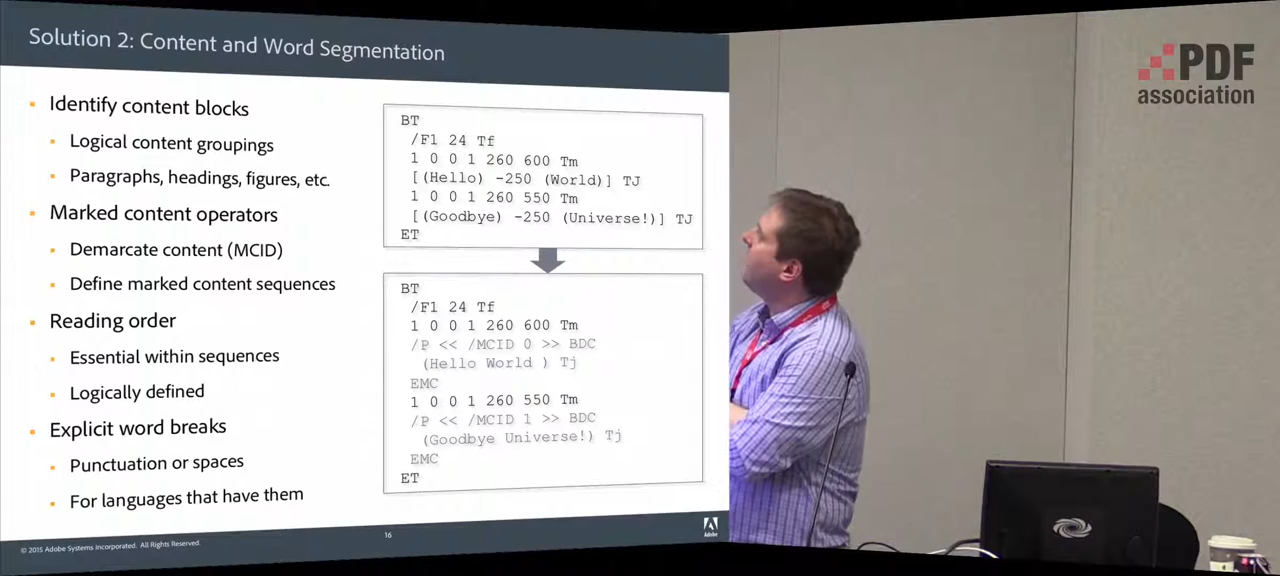 Solution 2: Content and Word Segmentation
Identify content blocks
Logical content groupings
Paragraphs, headings, figures, etc.
Marked content operators
Demarcate content (MCID)
Define marked content sequences
Reading order
Essential within sequences
Logically defined
Explicit word breaks
Punctuation or spaces
For languages that have them
BT
/F1 24 Tf
1 0 0 1 260 600 Tm
[(Hello) -250 (World)] TJ
1 0 0 1 260 550 Tm
[(Goodbye) -250 (Universe!)] TJ
ET
BT
/F1 24 Tf
1 0 0 1 260 600 Tm
/P << /MCID 0 >> BDC
(Hello World ) Tj
EMC
1 0 0 1 260 550 Tm
/P << /MCID 1 >> BDC
(Goodbye Universe!) Tj
EMC
ET
© 2015 Adobe Systems Incorporated. All Rights Reserved.
16
Adobe
PDF
association